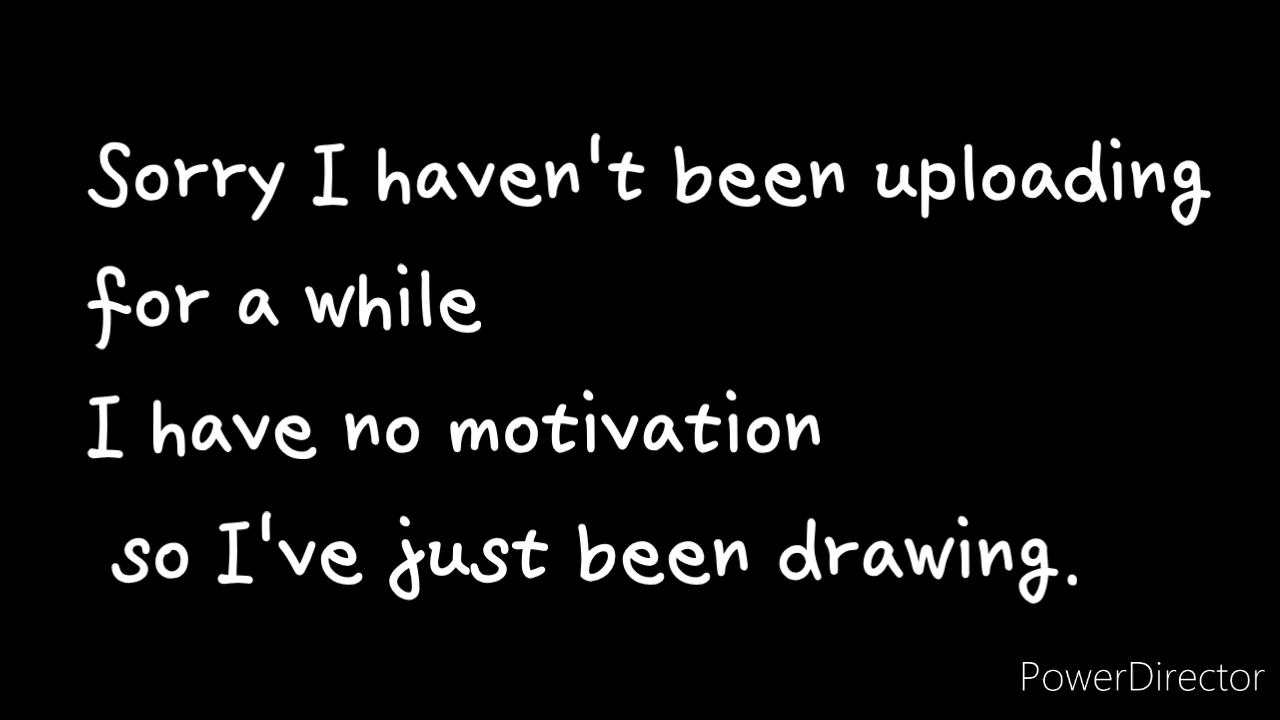 Sorry I haven't been uploading
for a while
I have no motivation
so I've just been drawing.
PowerDirector